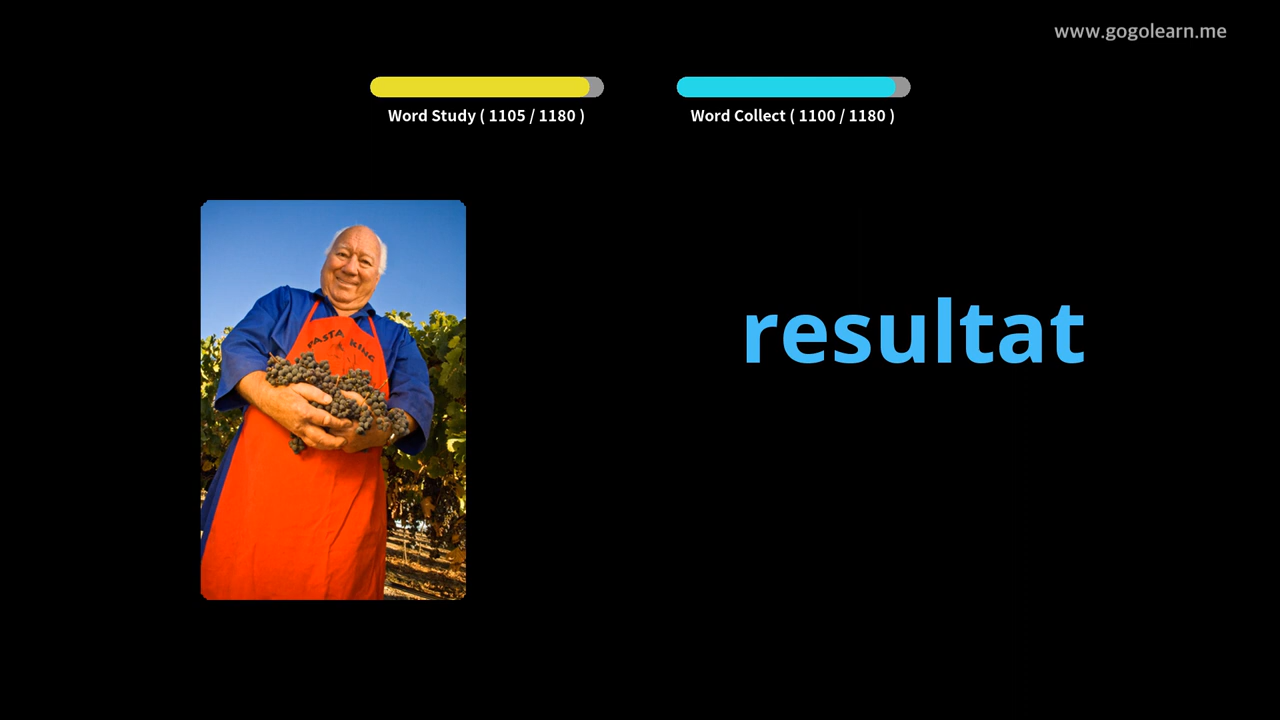 www.gogolearn.me
Word Study ( 1105 / 1180 )
Word Collect ( 1100 / 1180 )
resultat
PASTA KING